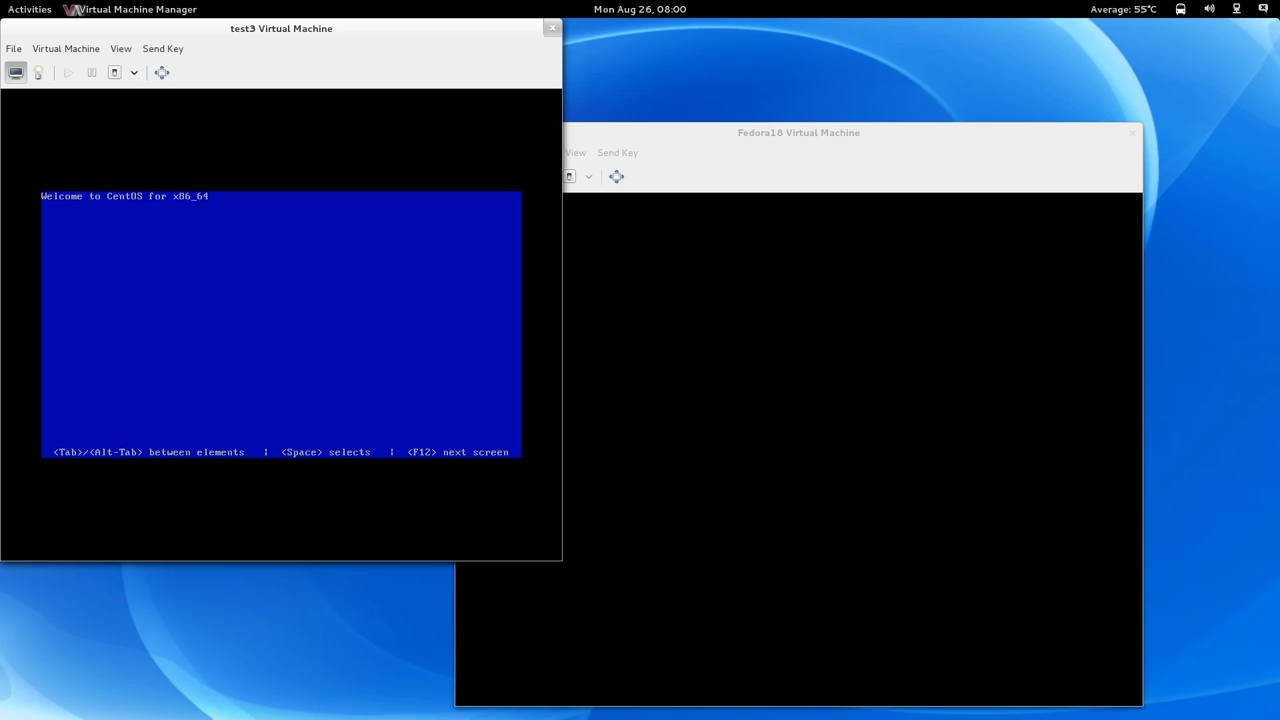 Activities Virtual Machine Manager Mon Aug 26, 08:00 Average: 55°C
test3 Virtual Machine
File Virtual Machine View Send Key
Welcome to CentOS for x86_64
<Tab>/<Alt-Tab> between elements | <Space> selects | <F12> next screen
Fedora18 Virtual Machine
View Send Key